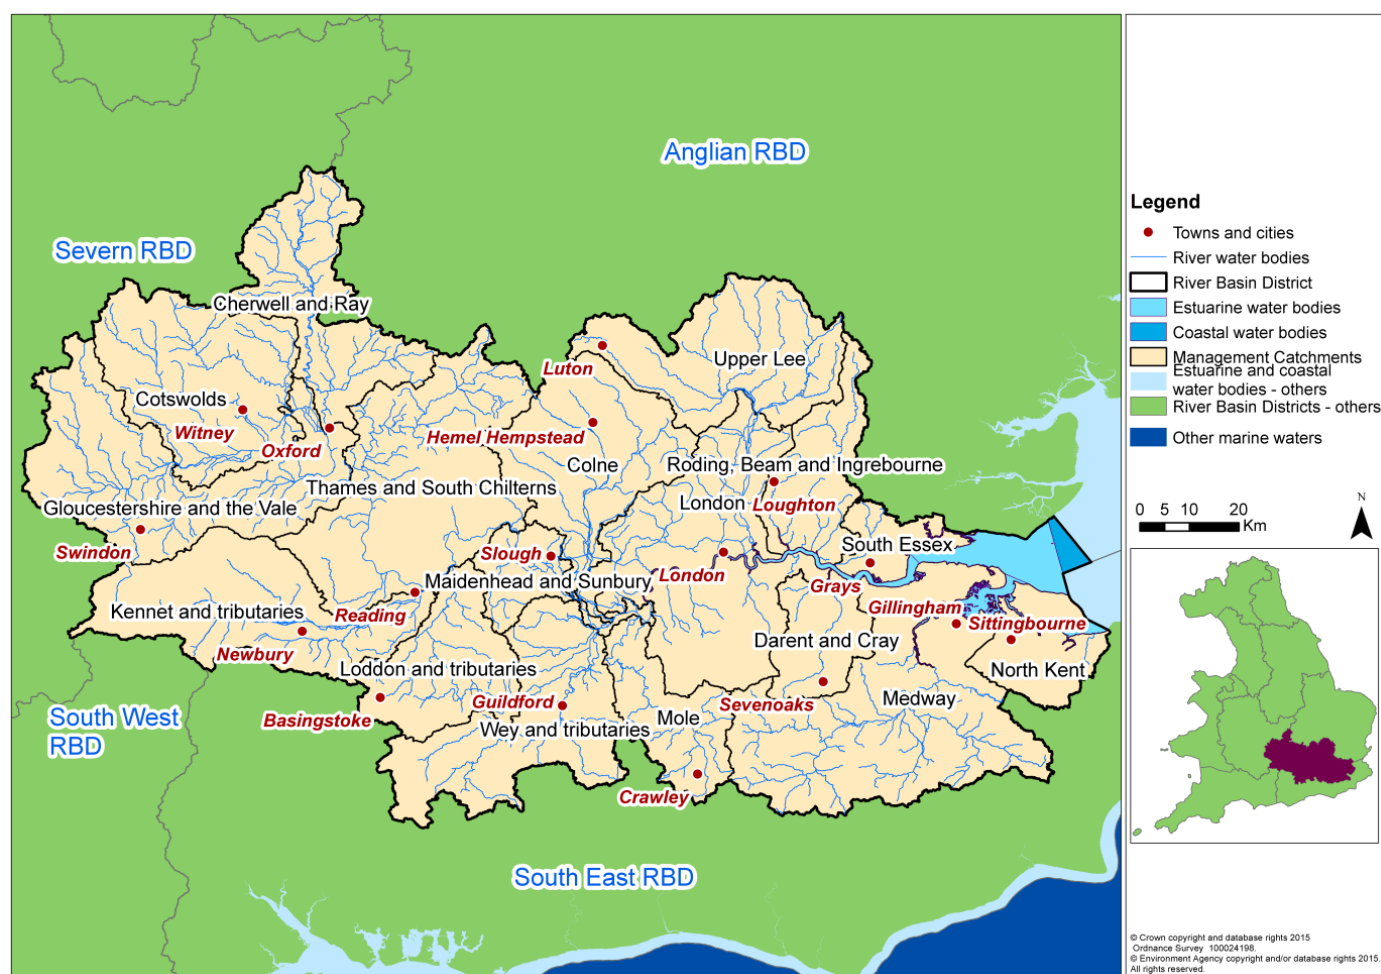 Anglian RBD
Severn RBD
Cherwell and Ray
Upper Lee
Luton
Cotswolds
Witney
Oxford
Hemel Hempstead
Colne
Roding, Beam and Ingrebourne
Thames and South Chilterns
London
Loughton
Gloucestershire and the Vale
Swindon
Slough
South Essex
London
Maidenhead and Sunbury
Grays
Kennet and tributaries
Reading
Gillingham
Sittingbourne
Newbury
Darent and Cray
Loddon and tributaries
North Kent
Guildford
Sevenoaks
Medway
South West
RBD
Basingstoke
Wey and tributaries
Mole
Crawley
South East RBD
Legend
Towns and cities
River water bodies
River Basin District
Estuarine water bodies
Coastal water bodies
Management Catchments
Estuarine and coastal
water bodies - others
River Basin Districts - others
Other marine waters
N
0 5 10 20
Km
© Crown copyright and database rights 2015
Ordnance Survey 100024198.
© Environment Agency copyright and/or database rights 2015.
All rights reserved.